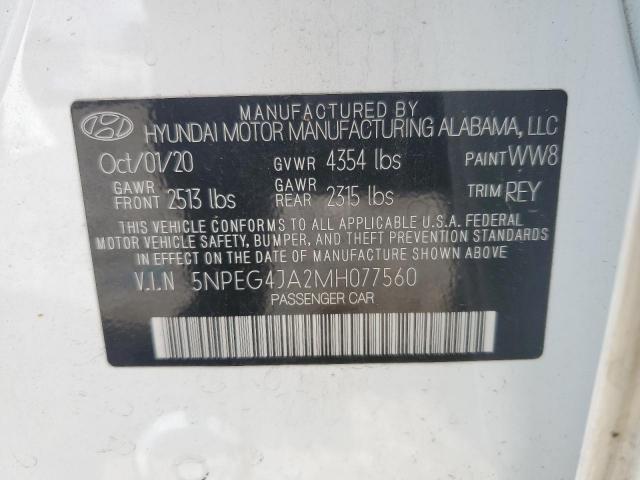 MANUFACTURED BY
HYUNDAI MOTOR MANUFACTURING ALABAMA, LLC
Oct/01/20 GVWR 4354 lbs PAINT WW8
GAWR FRONT 2513 lbs GAWR REAR 2315 lbs TRIM REY
THIS VEHICLE CONFORMS TO ALL APPLICABLE U.S.A. FEDERAL
MOTOR VEHICLE SAFETY, BUMPER, AND THEFT PREVENTION STANDARDS
IN EFFECT ON THE DATE OF MANUFACTURE SHOWN ABOVE
V.I.N 5NPEG4JA2MH077560
PASSENGER CAR